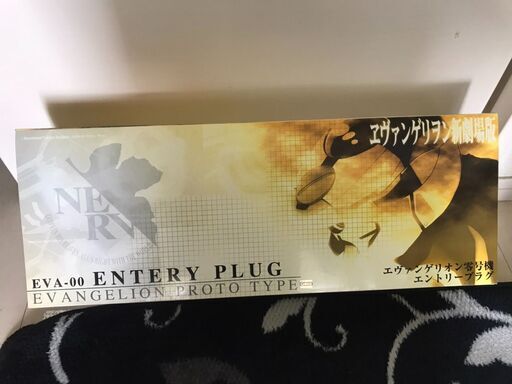 ヱヴァンゲリヲン新劇場版
NERV
EVA-00 ENTERY PLUG
EVANGELION PROTO TYPE
エヴァンゲリオン零号機
エントリープラグ